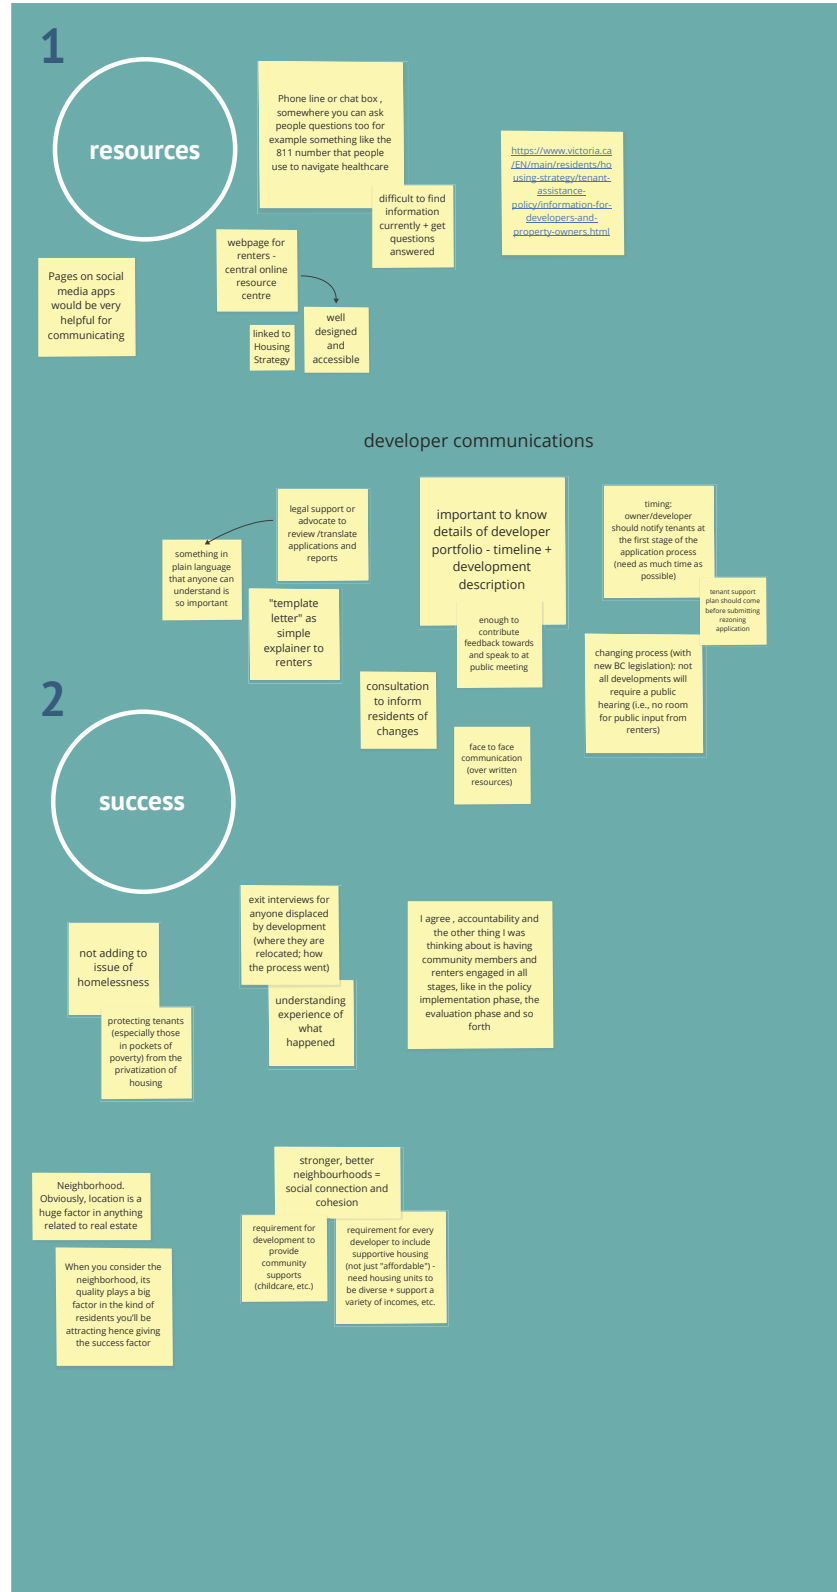 1
resources
Phone line or chat box ,
somewhere you can ask
people questions too for
example something like the
811 number that people
use to navigate healthcare
difficult to find
information
currently + get
questions
answered
https://www.victoria.ca
/EN/main/residents/ho
using-strategy/tenant-
assistance-
policy/information-for-
developers-and-
property-owners.html
webpage for
renters -
central online
resource
centre
Pages on social
media apps
would be very
helpful for
communicating
linked to
Housing
Strategy
well
designed
and
accessible
developer communications
legal support or
advocate to
review /translate
applications and
reports
something in
plain language
that anyone can
understand is
so important
"template
letter" as
simple
explainer to
renters
important to know
details of developer
portfolio - timeline +
development
description
enough to
contribute
feedback towards
and speak to at
public meeting
timing:
owner/developer
should notify tenants at
the first stage of the
application process
(need as much time as
possible)
tenant support
plan should come
before submitting
rezoning
application
changing process (with
new BC legislation): not
all developments will
require a public
hearing (i.e., no room
for public input from
renters)
consultation
to inform
residents of
changes
face to face
communication
(over written
resources)
2
success
not adding to
issue of
homelessness
protecting tenants
(especially those
in pockets of
poverty) from the
privatization of
housing
exit interviews for
anyone displaced
by development
(where they are
relocated; how
the process went)
understanding
experience of
what
happened
I agree , accountability and
the other thing I was
thinking about is having
community members and
renters engaged in all
stages, like in the policy
implementation phase, the
evaluation phase and so
forth
Neighborhood.
Obviously, location is a
huge factor in anything
related to real estate
When you consider the
neighborhood, its
quality plays a big
factor in the kind of
residents you'll be
attracting hence giving
the success factor
stronger, better
neighbourhoods =
social connection and
cohesion
requirement for
development to
provide
community
supports
(childcare, etc.)
requirement for every
developer to include
supportive housing
(not just "affordable") -
need housing units to
be diverse + support a
variety of incomes, etc.